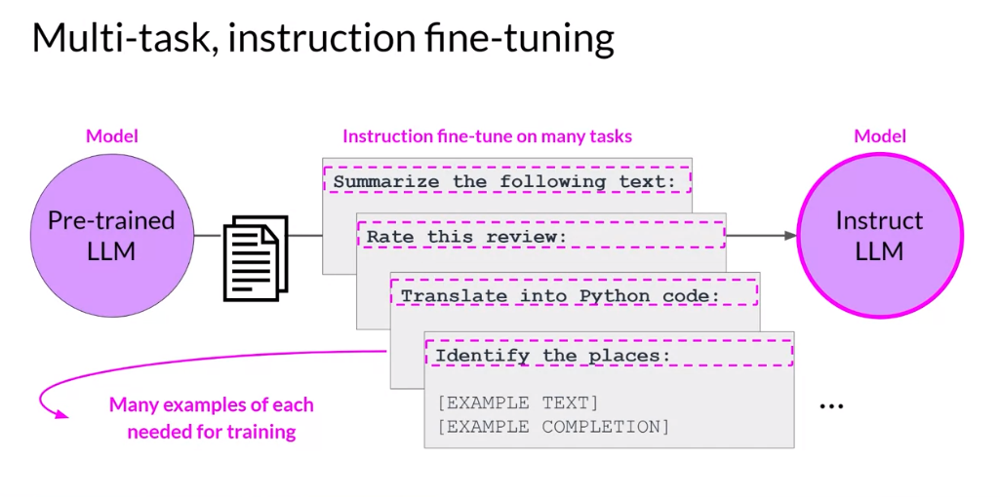 Multi-task, instruction fine-tuning
Model
Instruction fine-tune on many tasks
Model
Pre-trained
LLM
Summarize the following text:
Rate this review:
Translate into Python code:
Identify the places:
[EXAMPLE TEXT]
[EXAMPLE COMPLETION]
...
Instruct
LLM
Many examples of each
needed for training